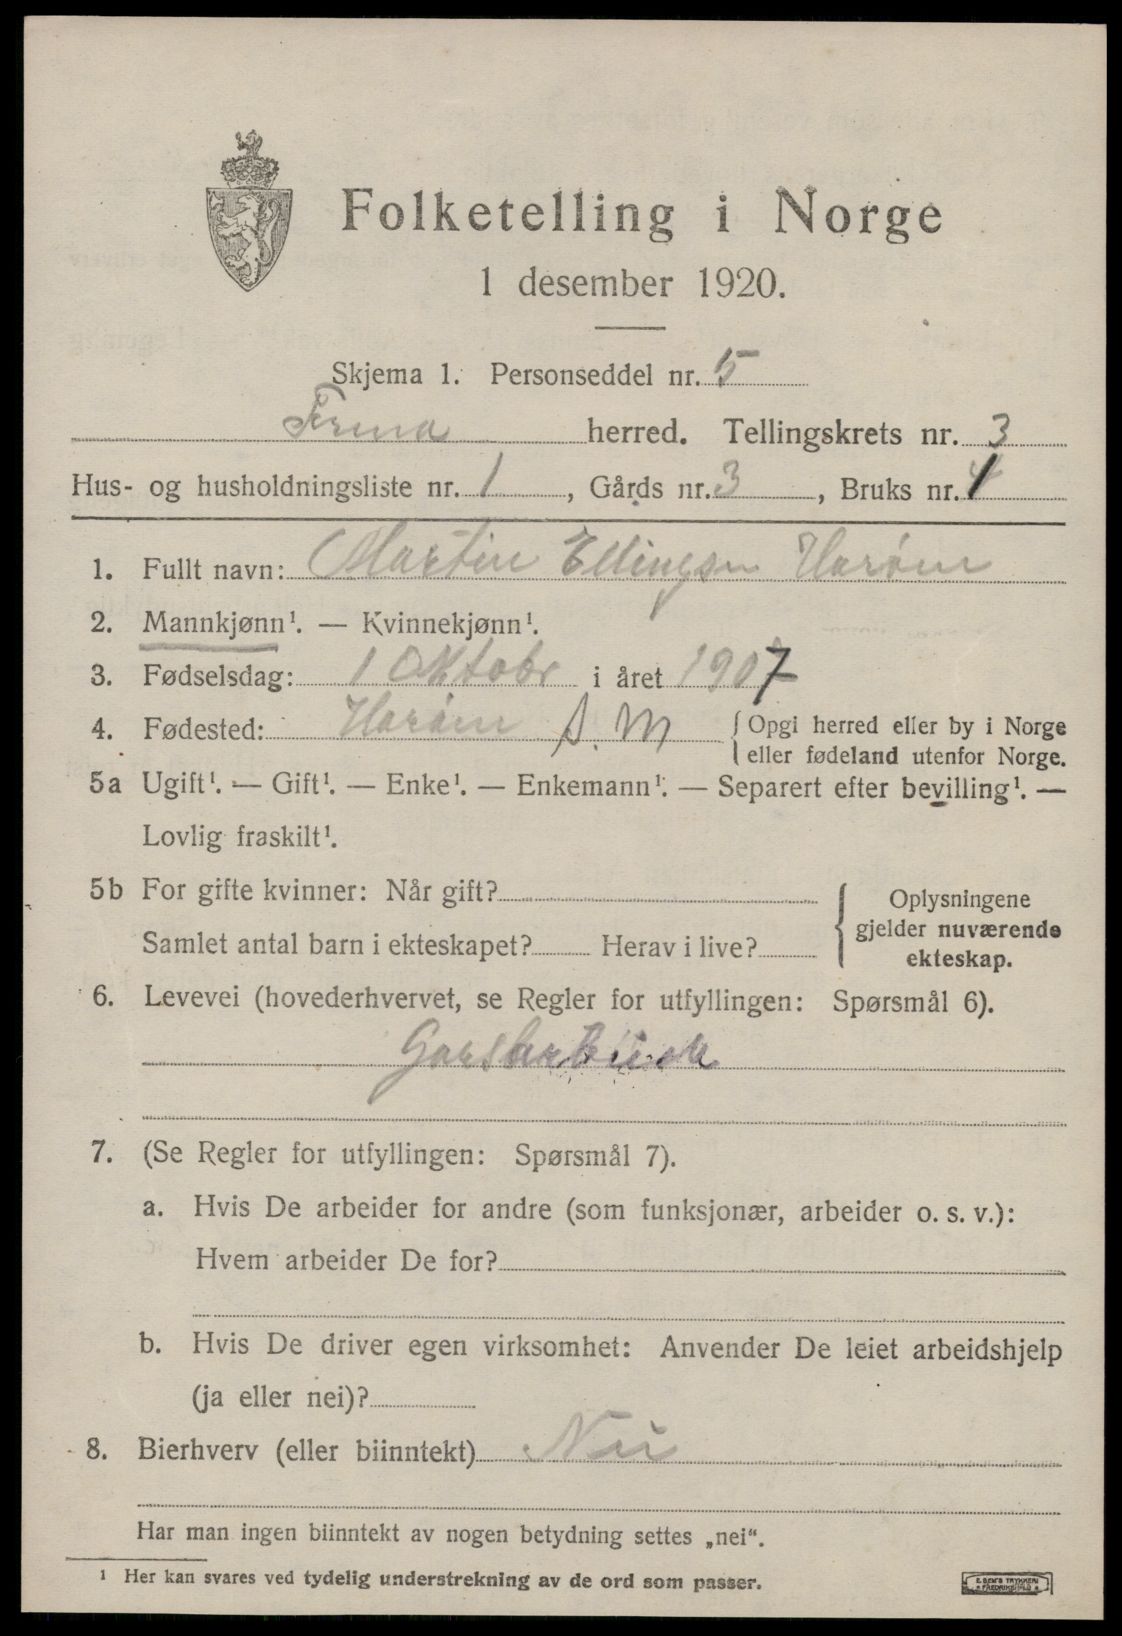 Folketelling i Norge
1 desember 1920.
Skjema 1. Personseddel nr. 5
herred. Tellingskrets nr. 3
Hus- og husholdningsliste nr. 1, Gårds nr. 3, Bruks nr.
1. Fullt navn: Martin Ellingsen Harøm
2. Mannkjønn¹. — Kvinnekjønn¹.
3. Fødselsdag: 1 Oktobr i året 1907
4. Fødested: Harøm S. M { Opgi herred eller by i Norge
eller fødeland utenfor Norge.
5a Ugift¹. — Gift¹. — Enke¹. — Enkemann¹. — Separert efter bevilling¹. —
Lovlig fraskilt¹.
5b For gifte kvinner: Når gift?
Samlet antal barn i ekteskapet? Herav i live?
{ Oplysningene
gjelder nuværende
ekteskap.
6. Levevei (hovederhvervet, se Regler for utfyllingen: Spørsmål 6).
7. (Se Regler for utfyllingen: Spørsmål 7).
a. Hvis De arbeider for andre (som funksjonær, arbeider o. s. v.):
Hvem arbeider De for?
b. Hvis De driver egen virksomhet: Anvender De leiet arbeidshjelp
(ja eller nei)?
8. Bierhverv (eller biinntekt) Nei
Har man ingen biinntekt av nogen betydning settes „nei“.
¹ Her kan svares ved tydelig understrekning av de ord som passer.